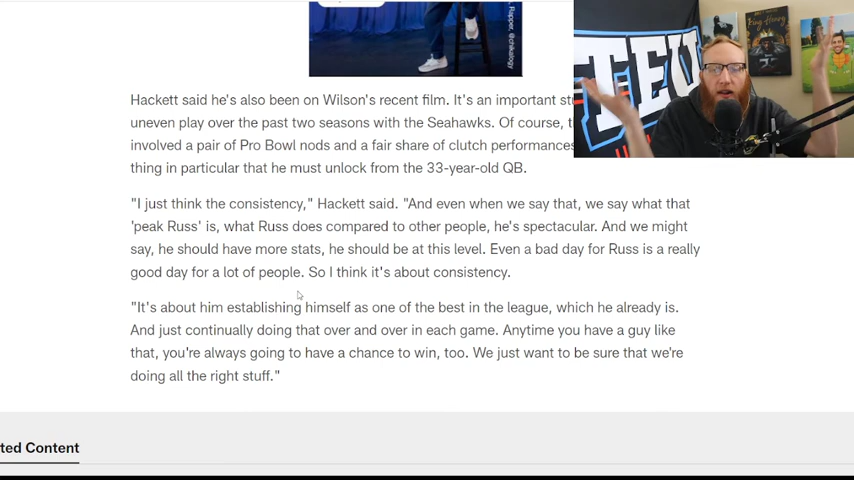 Rapper, @chikalogy
Hackett said he's also been on Wilson's recent film. It's an important
uneven play over the past two seasons with the Seahawks. Of course,
involved a pair of Pro Bowl nods and a fair share of clutch performances
thing in particular that he must unlock from the 33-year-old QB.
"I just think the consistency," Hackett said. "And even when we say that, we say what that
'peak Russ' is, what Russ does compared to other people, he's spectacular. And we might
say, he should have more stats, he should be at this level. Even a bad day for Russ is a really
good day for a lot of people. So I think it's about consistency.
"It's about him establishing himself as one of the best in the league, which he already is.
And just continually doing that over and over in each game. Anytime you have a guy like
that, you're always going to have a chance to win, too. We just want to be sure that we're
doing all the right stuff."
ted Content
TEU
King Henry